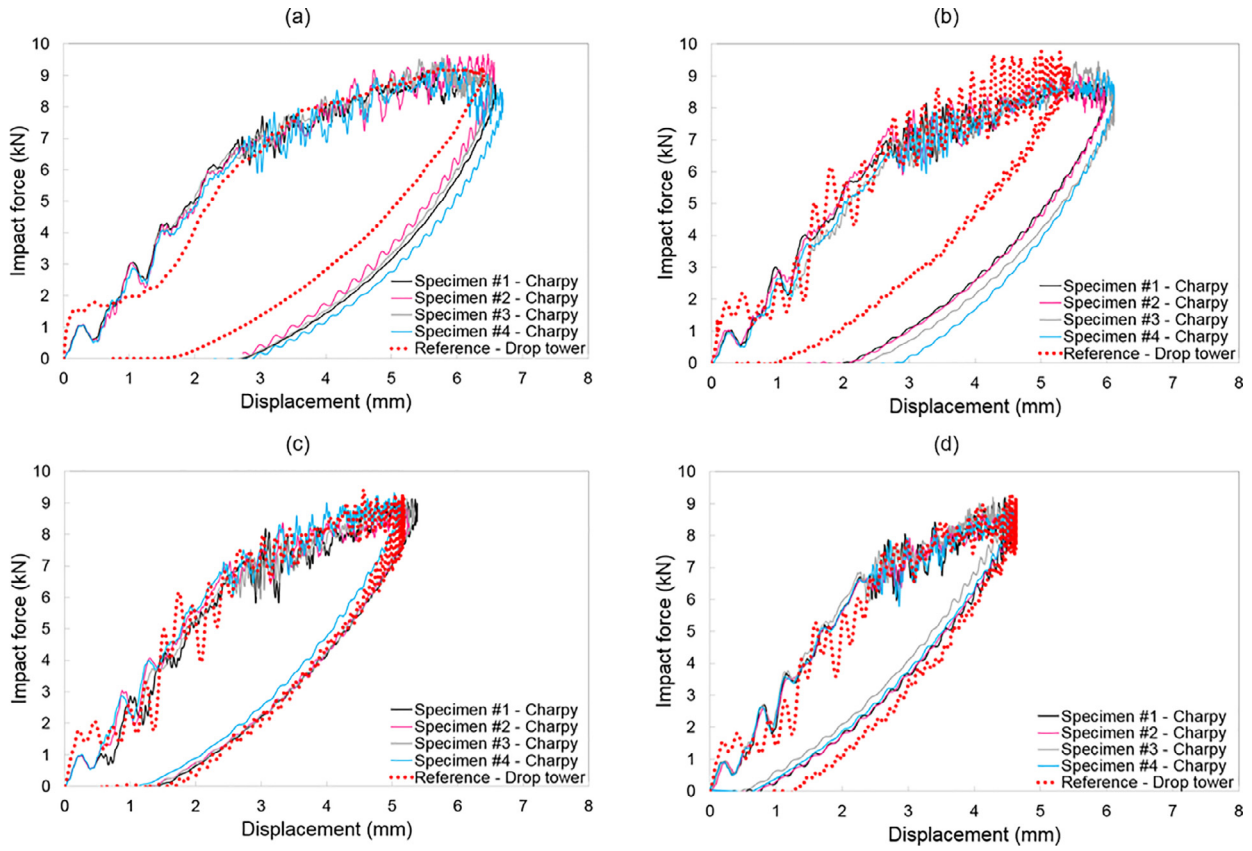 (a)
10
9
8
7
6
5
4
3
2
1
0
Impact force (kN)
Specimen #1 - Charpy
Specimen #2 - Charpy
Specimen #3 - Charpy
Specimen #4 - Charpy
Reference - Drop tower
0 1 2 3 4 5 6 7 8
Displacement (mm)
(b)
10
9
8
7
6
5
4
3
2
1
0
Impact force (kN)
Specimen #1 - Charpy
Specimen #2 - Charpy
Specimen #3 - Charpy
Specimen #4 - Charpy
Reference - Drop tower
0 1 2 3 4 5 6 7 8
Displacement (mm)
(c)
10
9
8
7
6
5
4
3
2
1
0
Impact force (kN)
Specimen #1 - Charpy
Specimen #2 - Charpy
Specimen #3 - Charpy
Specimen #4 - Charpy
Reference - Drop tower
0 1 2 3 4 5 6 7 8
Displacement (mm)
(d)
10
9
8
7
6
5
4
3
2
1
0
Impact force (kN)
Specimen #1 - Charpy
Specimen #2 - Charpy
Specimen #3 - Charpy
Specimen #4 - Charpy
Reference - Drop tower
0 1 2 3 4 5 6 7 8
Displacement (mm)